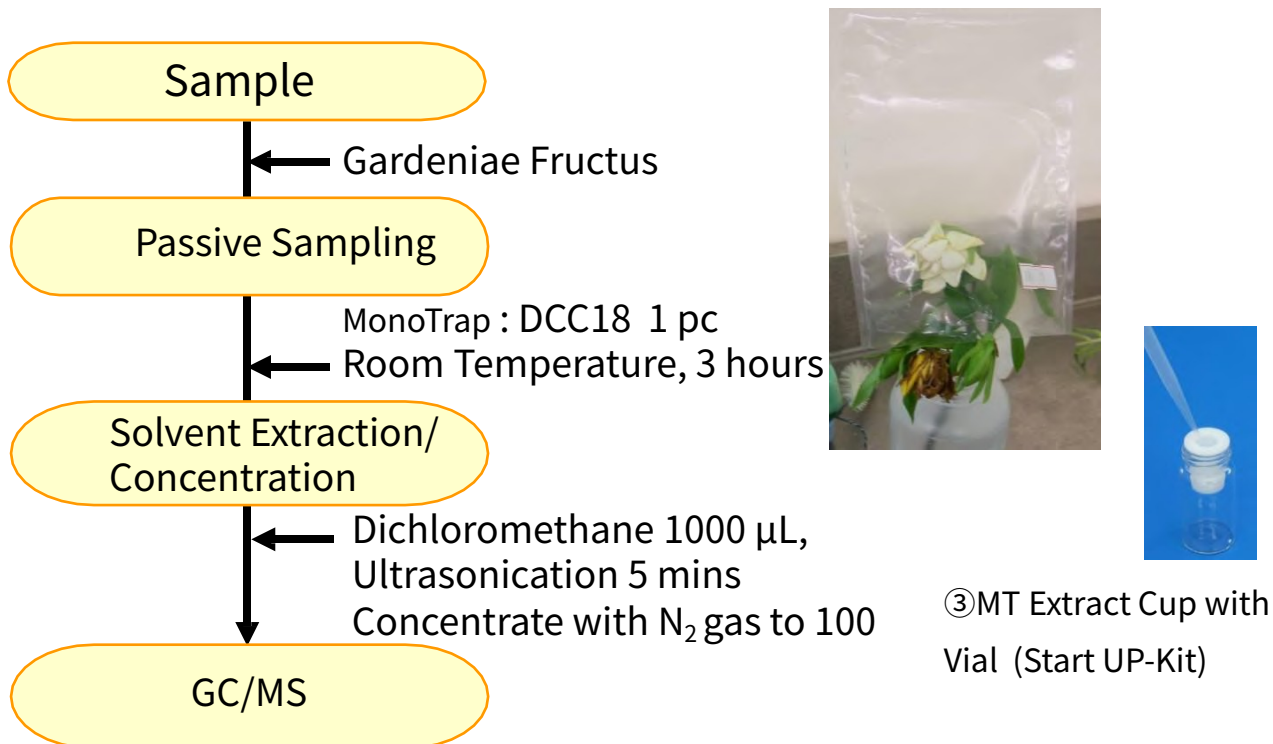 Sample
Gardeniae Fructus
Passive Sampling
MonoTrap : DCC18 1 pc
Room Temperature, 3 hours
Solvent Extraction/
Concentration
Dichloromethane 1000 μL,
Ultrasonication 5 mins
Concentrate with N₂ gas to 100
GC/MS
③MT Extract Cup with
Vial (Start UP-Kit)